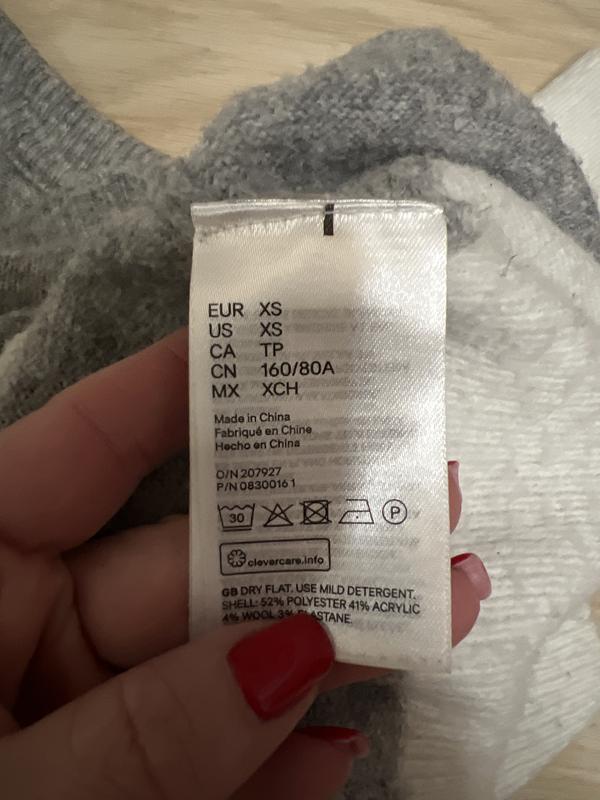 EUR XS
US XS
CA TP
CN 160/80A
MX XCH
Made in China
Fabriqué en Chine
Hecho en China
O/N 207927
P/N 0830016 1
30
P
clevercare.info
GB DRY FLAT. USE MILD DETERGENT.
SHELL: 52% POLYESTER 41% ACRYLIC
4% WOOL 3% ELASTANE.